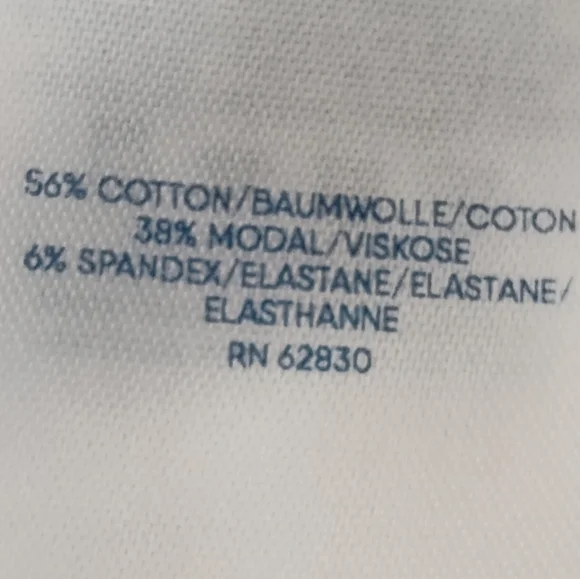 56% COTTON/BAUMWOLLE/COTON
38% MODAL/VISKOSE
6% SPANDEX/ELASTANE/ELASTANE/
ELASTHANNE
RN 62830